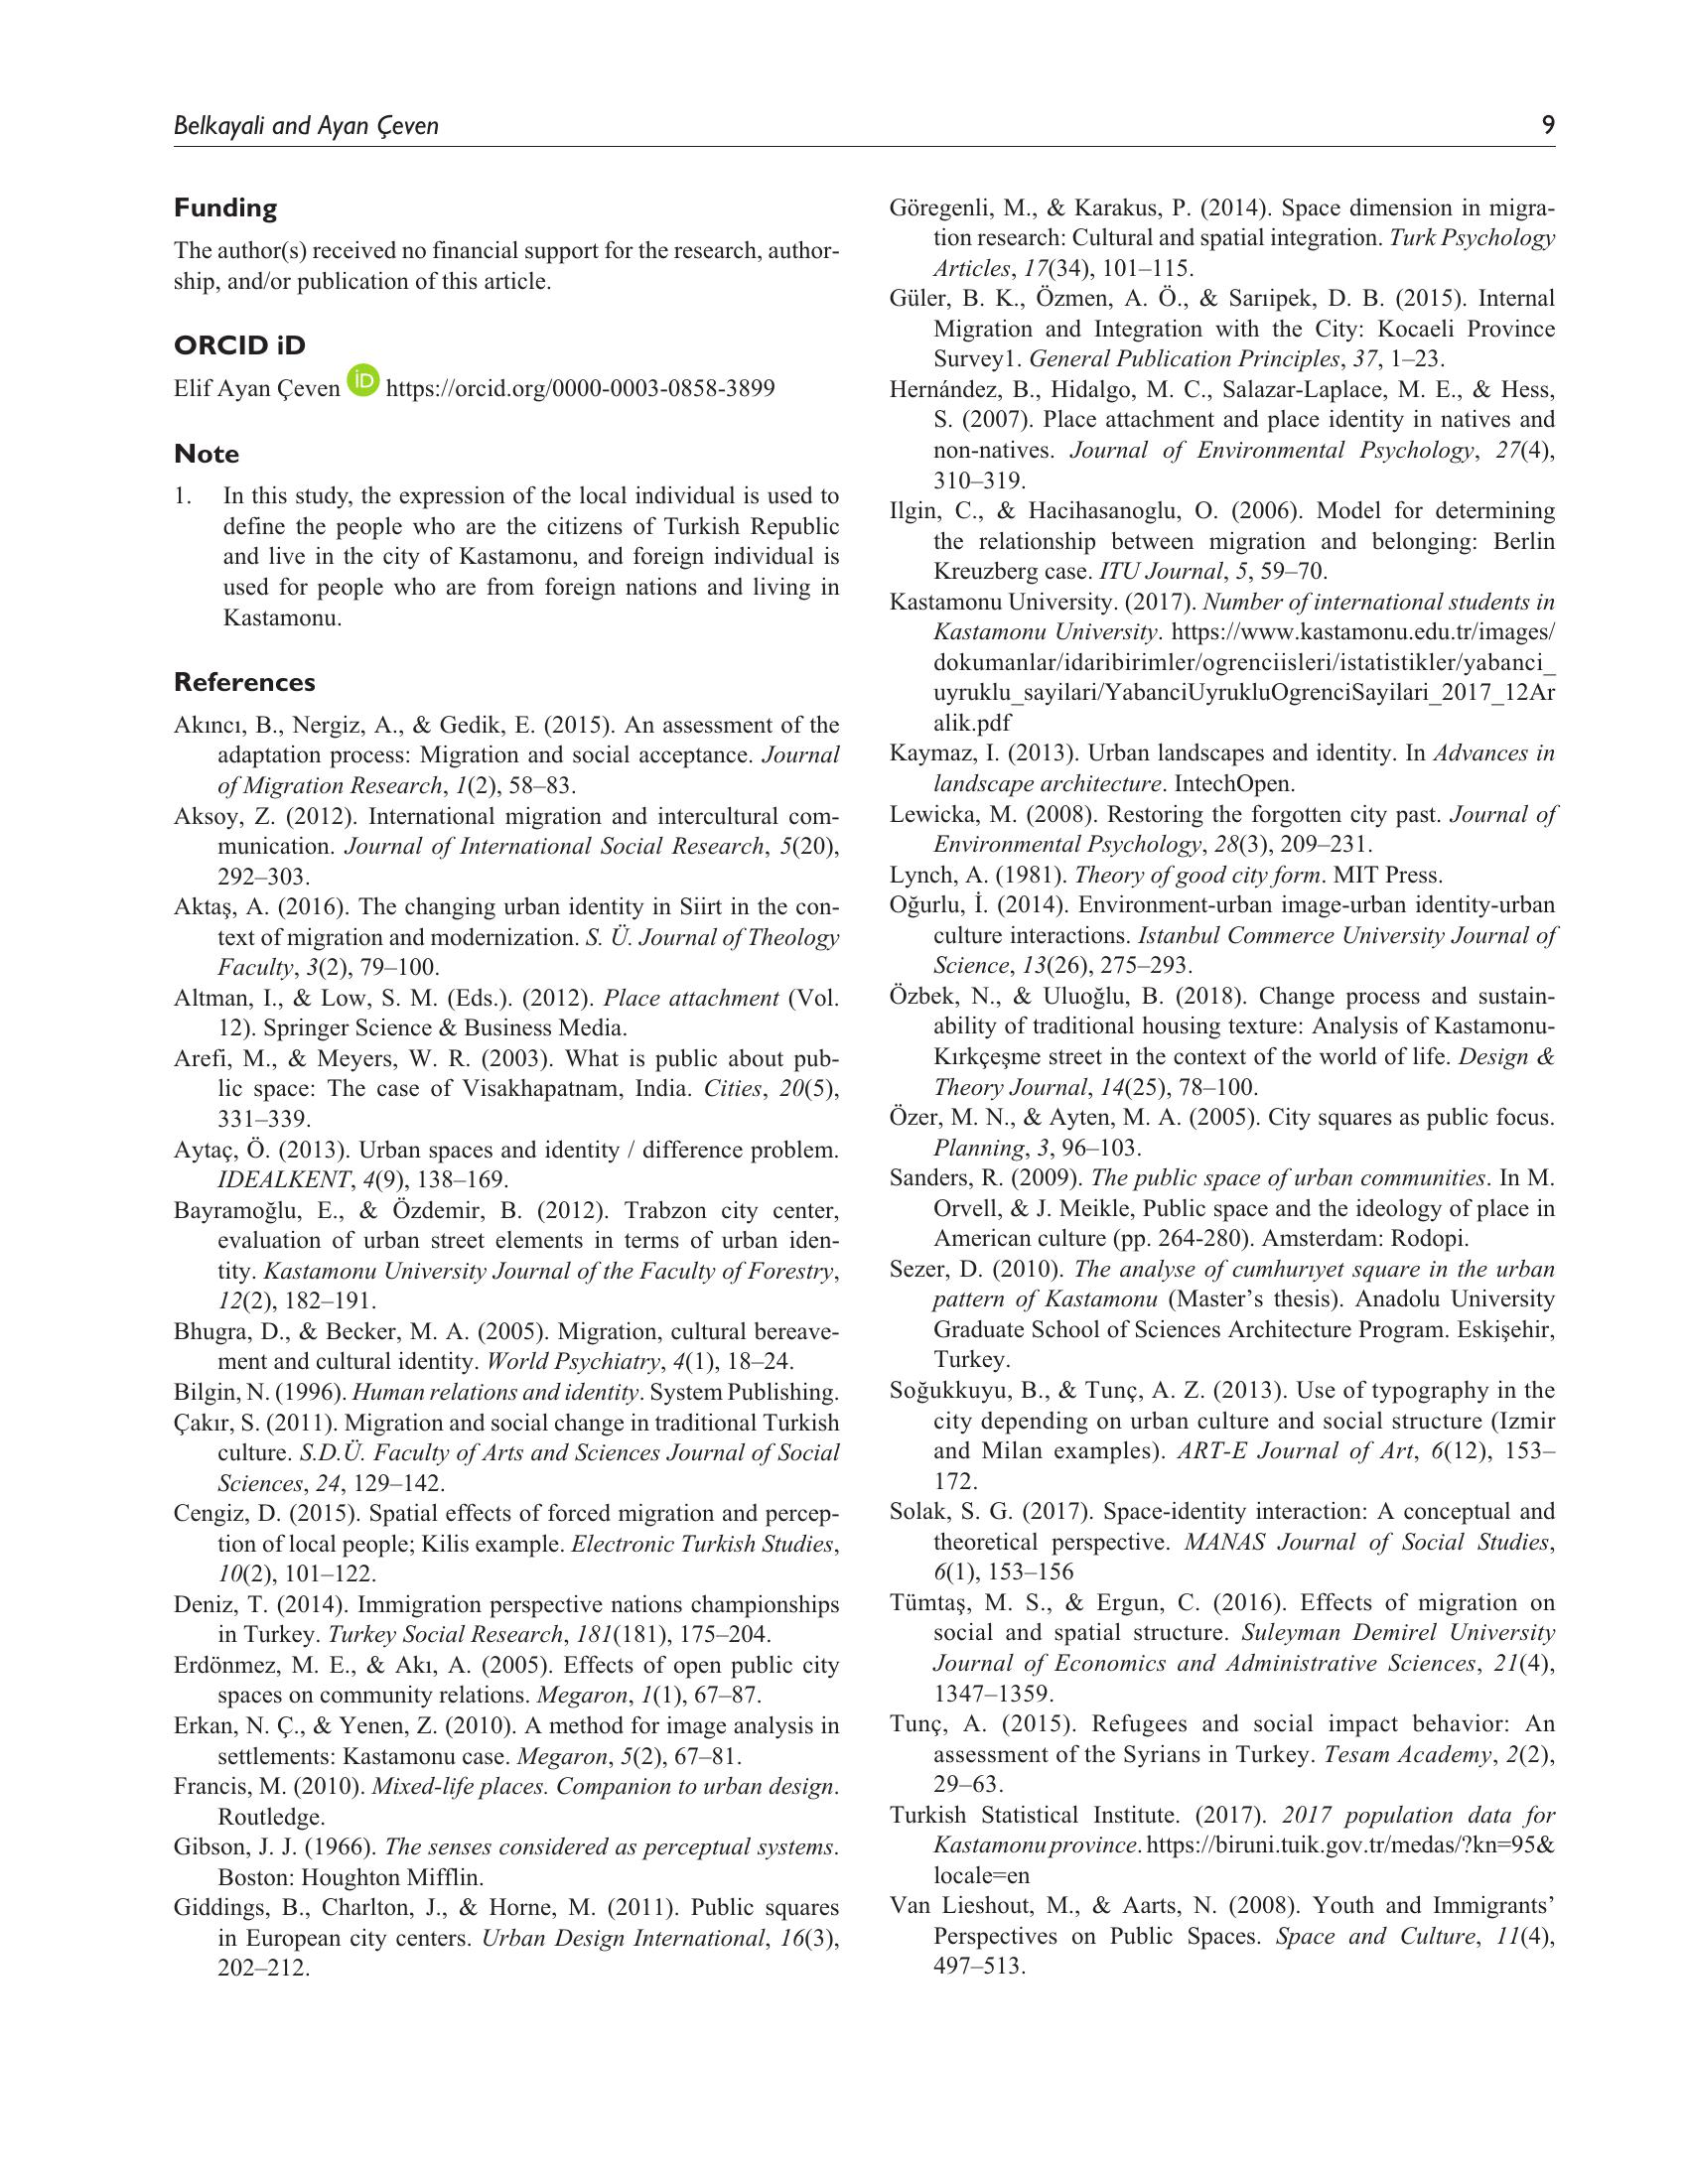 Belkayali and Ayan Çeven
9
Funding
The author(s) received no financial support for the research, author-
ship, and/or publication of this article.
ORCID iD
Elif Ayan Çeven iD https://orcid.org/0000-0003-0858-3899
Note
1. In this study, the expression of the local individual is used to
define the people who are the citizens of Turkish Republic
and live in the city of Kastamonu, and foreign individual is
used for people who are from foreign nations and living in
Kastamonu.
References
Akıncı, B., Nergiz, A., & Gedik, E. (2015). An assessment of the
adaptation process: Migration and social acceptance. Journal
of Migration Research, 1(2), 58–83.
Aksoy, Z. (2012). International migration and intercultural com-
munication. Journal of International Social Research, 5(20),
292–303.
Aktaş, A. (2016). The changing urban identity in Siirt in the con-
text of migration and modernization. S. Ü. Journal of Theology
Faculty, 3(2), 79–100.
Altman, I., & Low, S. M. (Eds.). (2012). Place attachment (Vol.
12). Springer Science & Business Media.
Arefi, M., & Meyers, W. R. (2003). What is public about pub-
lic space: The case of Visakhapatnam, India. Cities, 20(5),
331–339.
Aytaç, Ö. (2013). Urban spaces and identity / difference problem.
IDEALKENT, 4(9), 138–169.
Bayramoğlu, E., & Özdemir, B. (2012). Trabzon city center,
evaluation of urban street elements in terms of urban iden-
tity. Kastamonu University Journal of the Faculty of Forestry,
12(2), 182–191.
Bhugra, D., & Becker, M. A. (2005). Migration, cultural bereave-
ment and cultural identity. World Psychiatry, 4(1), 18–24.
Bilgin, N. (1996). Human relations and identity. System Publishing.
Çakır, S. (2011). Migration and social change in traditional Turkish
culture. S.D.Ü. Faculty of Arts and Sciences Journal of Social
Sciences, 24, 129–142.
Cengiz, D. (2015). Spatial effects of forced migration and percep-
tion of local people; Kilis example. Electronic Turkish Studies,
10(2), 101–122.
Deniz, T. (2014). Immigration perspective nations championships
in Turkey. Turkey Social Research, 181(181), 175–204.
Erdönmez, M. E., & Akı, A. (2005). Effects of open public city
spaces on community relations. Megaron, 1(1), 67–87.
Erkan, N. Ç., & Yenen, Z. (2010). A method for image analysis in
settlements: Kastamonu case. Megaron, 5(2), 67–81.
Francis, M. (2010). Mixed-life places. Companion to urban design.
Routledge.
Gibson, J. J. (1966). The senses considered as perceptual systems.
Boston: Houghton Mifflin.
Giddings, B., Charlton, J., & Horne, M. (2011). Public squares
in European city centers. Urban Design International, 16(3),
202–212.
Göregenli, M., & Karakus, P. (2014). Space dimension in migra-
tion research: Cultural and spatial integration. Turk Psychology
Articles, 17(34), 101–115.
Güler, B. K., Özmen, A. Ö., & Sarıipek, D. B. (2015). Internal
Migration and Integration with the City: Kocaeli Province
Survey1. General Publication Principles, 37, 1–23.
Hernández, B., Hidalgo, M. C., Salazar-Laplace, M. E., & Hess,
S. (2007). Place attachment and place identity in natives and
non-natives. Journal of Environmental Psychology, 27(4),
310–319.
Ilgin, C., & Hacihasanoglu, O. (2006). Model for determining
the relationship between migration and belonging: Berlin
Kreuzberg case. ITU Journal, 5, 59–70.
Kastamonu University. (2017). Number of international students in
Kastamonu University. https://www.kastamonu.edu.tr/images/
dokumanlar/idaribirimler/ogrenciisleri/istatistikler/yabanci_
uyruklu_sayilari/YabanciUyrukluOgrenciSayilari_2017_12Ar
alik.pdf
Kaymaz, I. (2013). Urban landscapes and identity. In Advances in
landscape architecture. IntechOpen.
Lewicka, M. (2008). Restoring the forgotten city past. Journal of
Environmental Psychology, 28(3), 209–231.
Lynch, A. (1981). Theory of good city form. MIT Press.
Oğurlu, İ. (2014). Environment-urban image-urban identity-urban
culture interactions. Istanbul Commerce University Journal of
Science, 13(26), 275–293.
Özbek, N., & Uluoğlu, B. (2018). Change process and sustain-
ability of traditional housing texture: Analysis of Kastamonu-
Kırkçeşme street in the context of the world of life. Design &
Theory Journal, 14(25), 78–100.
Özer, M. N., & Ayten, M. A. (2005). City squares as public focus.
Planning, 3, 96–103.
Sanders, R. (2009). The public space of urban communities. In M.
Orvell, & J. Meikle, Public space and the ideology of place in
American culture (pp. 264-280). Amsterdam: Rodopi.
Sezer, D. (2010). The analyse of cumhurıyet square in the urban
pattern of Kastamonu (Master’s thesis). Anadolu University
Graduate School of Sciences Architecture Program. Eskişehir,
Turkey.
Soğukkuyu, B., & Tunç, A. Z. (2013). Use of typography in the
city depending on urban culture and social structure (Izmir
and Milan examples). ART-E Journal of Art, 6(12), 153–
172.
Solak, S. G. (2017). Space-identity interaction: A conceptual and
theoretical perspective. MANAS Journal of Social Studies,
6(1), 153–156
Tümtaş, M. S., & Ergun, C. (2016). Effects of migration on
social and spatial structure. Suleyman Demirel University
Journal of Economics and Administrative Sciences, 21(4),
1347–1359.
Tunç, A. (2015). Refugees and social impact behavior: An
assessment of the Syrians in Turkey. Tesam Academy, 2(2),
29–63.
Turkish Statistical Institute. (2017). 2017 population data for
Kastamonu province. https://biruni.tuik.gov.tr/medas/?kn=95&
locale=en
Van Lieshout, M., & Aarts, N. (2008). Youth and Immigrants’
Perspectives on Public Spaces. Space and Culture, 11(4),
497–513.